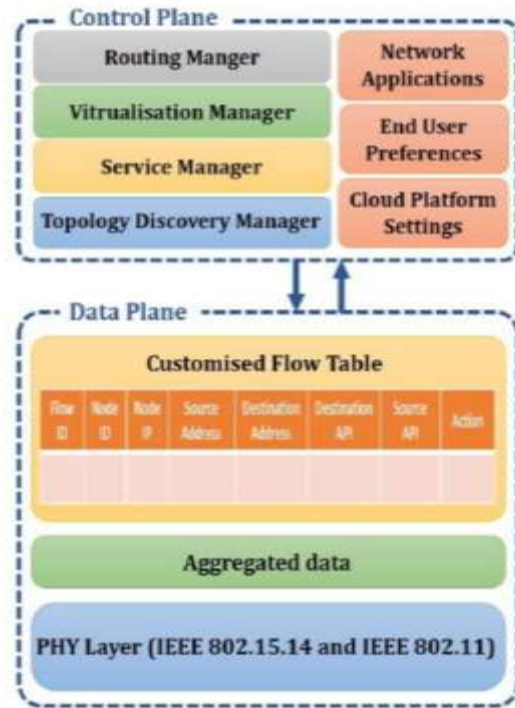 Control Plane
Routing Manger
Vitrualisation Manager
Service Manager
Topology Discovery Manager
Network
Applications
End User
Preferences
Cloud Platform
Settings
Data Plane
Customised Flow Table
Flow
ID
Node
ID
Node
IP
Source
Address
Destination
Address
Destination
API
Source
API
Action
Aggregated data
PHY Layer (IEEE 802.15.14 and IEEE 802.11)